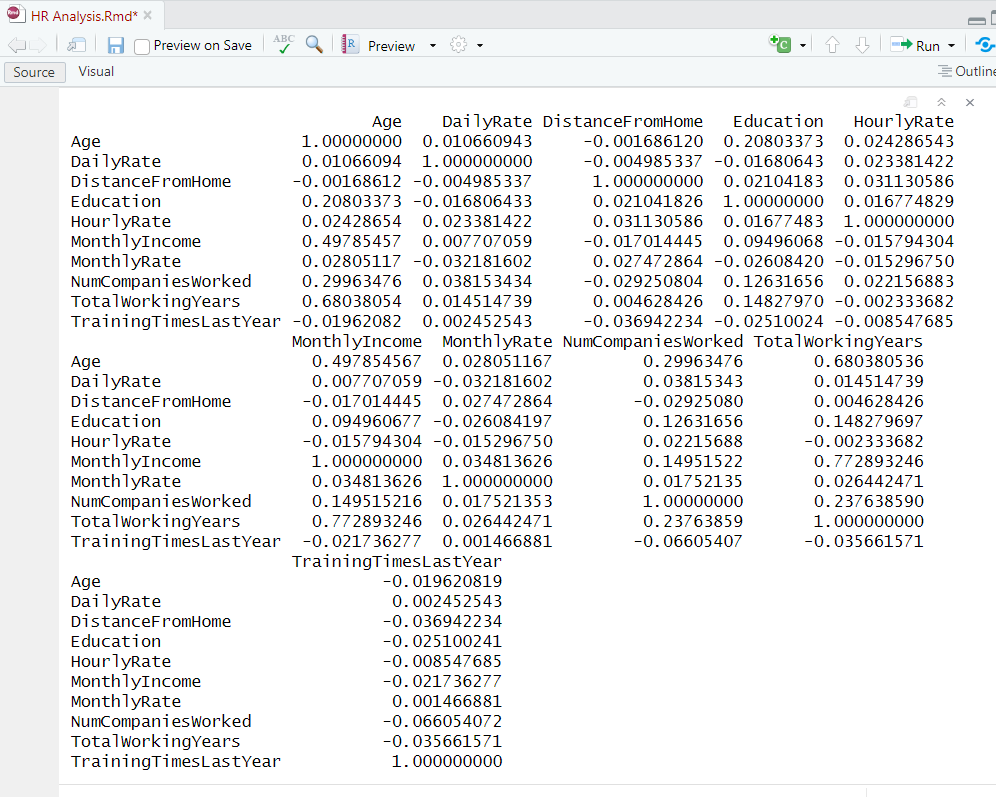 HR Analysis.Rmd*
Preview on Save ABC Preview Run
Source Visual Outline
Age DailyRate DistanceFromHome Education HourlyRate
Age 1.00000000 0.010660943 -0.001686120 0.20803373 0.024286543
DailyRate 0.01066094 1.000000000 -0.004985337 -0.01680643 0.023381422
DistanceFromHome -0.00168612 -0.004985337 1.000000000 0.02104183 0.031130586
Education 0.20803373 -0.016806433 0.021041826 1.00000000 0.016774829
HourlyRate 0.02428654 0.023381422 0.031130586 0.01677483 1.000000000
MonthlyIncome 0.49785457 0.007707059 -0.017014445 0.09496068 -0.015794304
MonthlyRate 0.02805117 -0.032181602 0.027472864 -0.02608420 -0.015296750
NumCompaniesWorked 0.29963476 0.038153434 -0.029250804 0.12631656 0.022156883
TotalWorkingYears 0.68038054 0.014514739 0.004628426 0.14827970 -0.002333682
TrainingTimesLastYear -0.01962082 0.002452543 -0.036942234 -0.02510024 -0.008547685
MonthlyIncome MonthlyRate NumCompaniesWorked TotalWorkingYears
Age 0.497854567 0.028051167 0.29963476 0.680380536
DailyRate 0.007707059 -0.032181602 0.03815343 0.014514739
DistanceFromHome -0.017014445 0.027472864 -0.02925080 0.004628426
Education 0.094960677 -0.026084197 0.12631656 0.148279697
HourlyRate -0.015794304 -0.015296750 0.02215688 -0.002333682
MonthlyIncome 1.000000000 0.034813626 0.14951522 0.772893246
MonthlyRate 0.034813626 1.000000000 0.01752135 0.026442471
NumCompaniesWorked 0.149515216 0.017521353 1.00000000 0.237638590
TotalWorkingYears 0.772893246 0.026442471 0.23763859 1.000000000
TrainingTimesLastYear -0.021736277 0.001466881 -0.06605407 -0.035661571
TrainingTimesLastYear
Age -0.019620819
DailyRate 0.002452543
DistanceFromHome -0.036942234
Education -0.025100241
HourlyRate -0.008547685
MonthlyIncome -0.021736277
MonthlyRate 0.001466881
NumCompaniesWorked -0.066054072
TotalWorkingYears -0.035661571
TrainingTimesLastYear 1.000000000